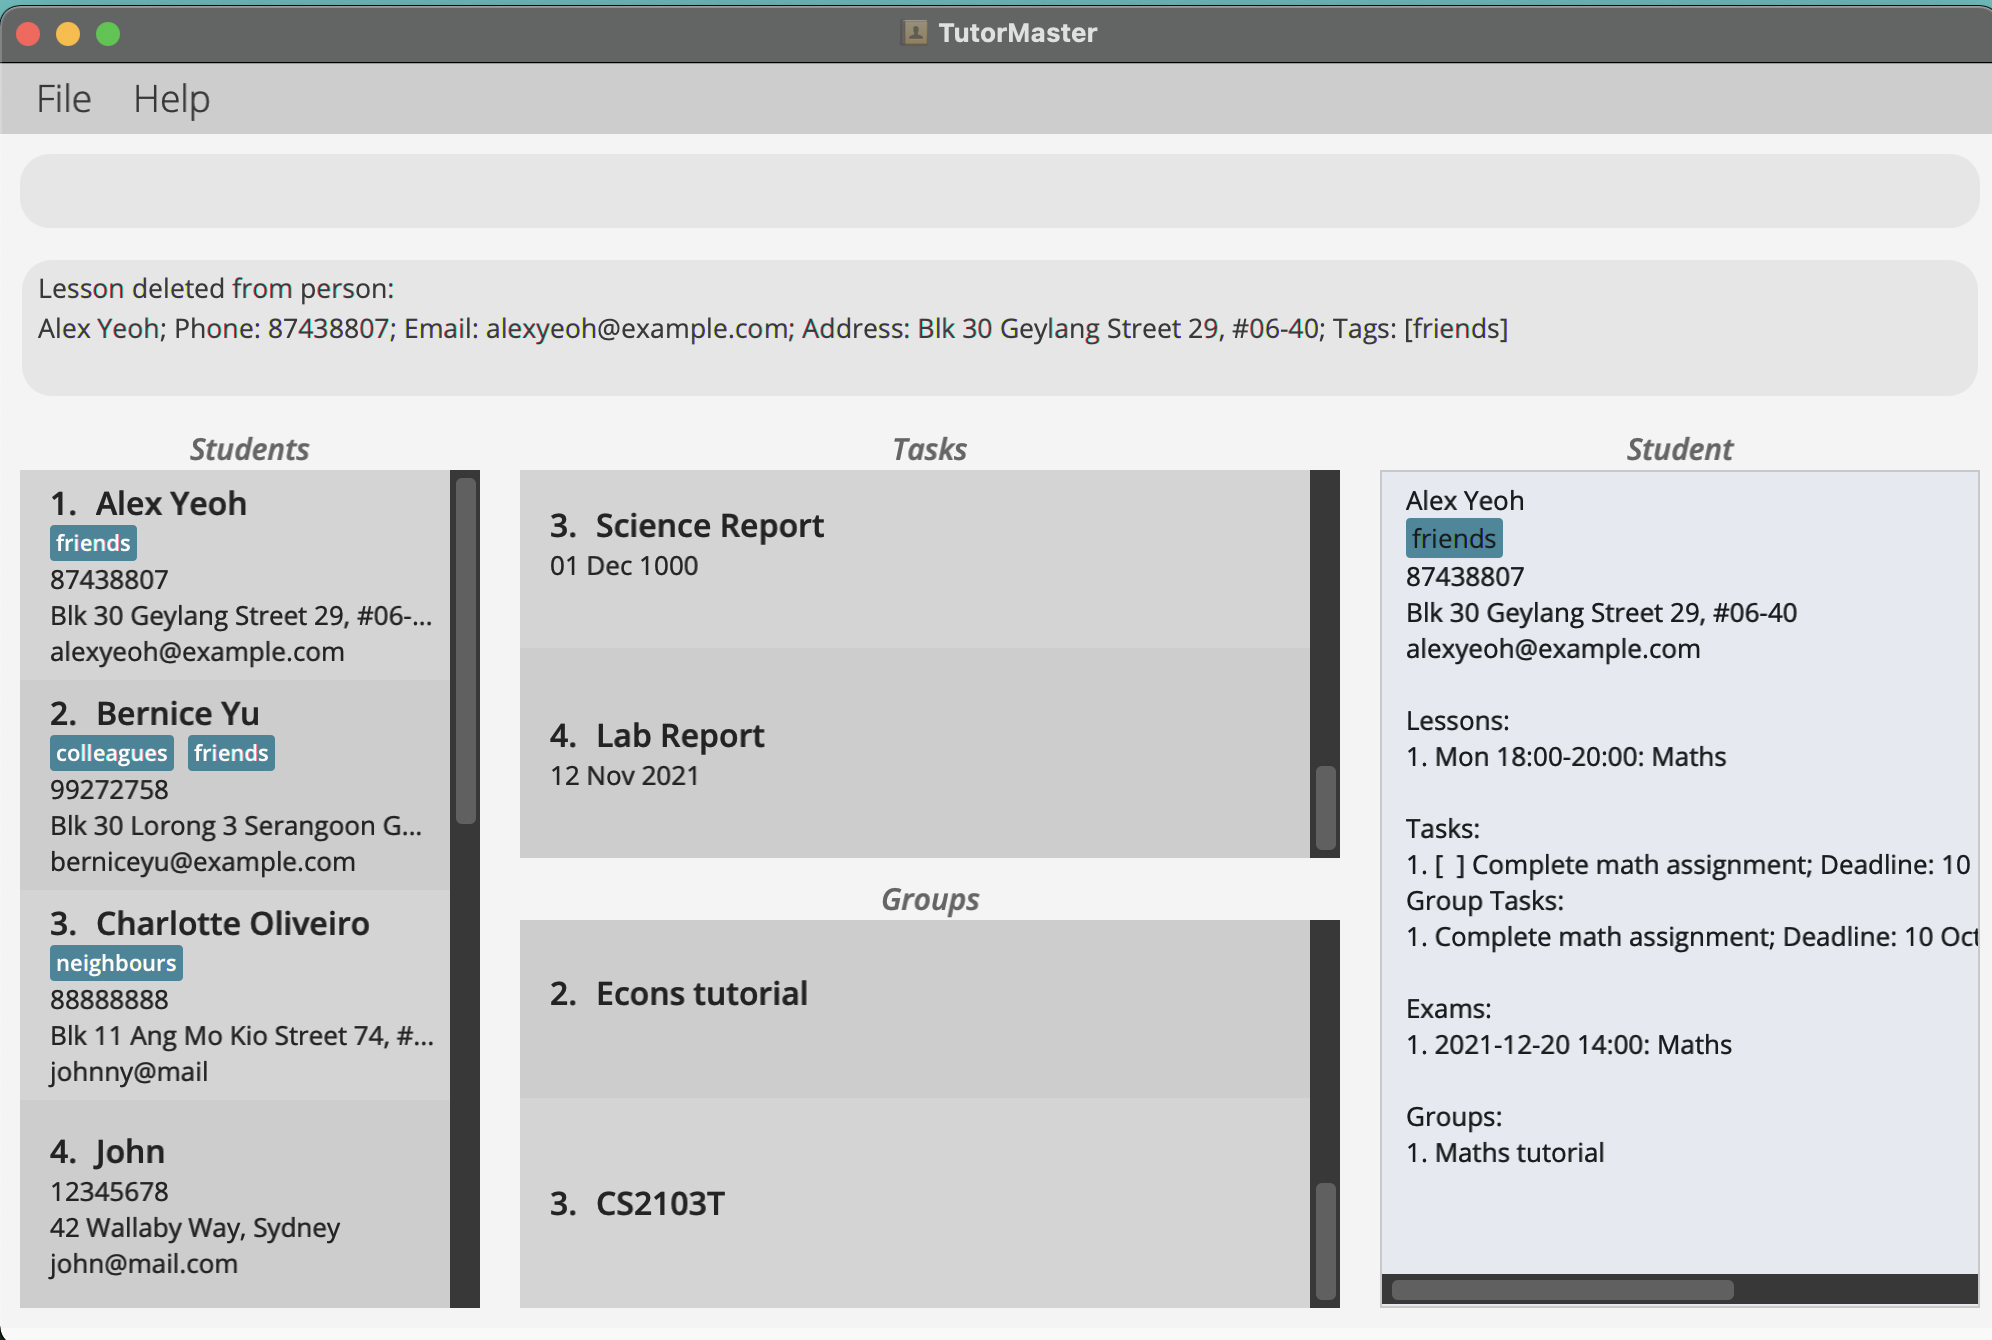 TutorMaster
File Help
Lesson deleted from person:
Alex Yeoh; Phone: 87438807; Email: alexyeoh@example.com; Address: Blk 30 Geylang Street 29, #06-40; Tags: [friends]
Students
1. Alex Yeoh
friends
87438807
Blk 30 Geylang Street 29, #06-...
alexyeoh@example.com
2. Bernice Yu
colleagues friends
99272758
Blk 30 Lorong 3 Serangoon G...
berniceyu@example.com
3. Charlotte Oliveiro
neighbours
88888888
Blk 11 Ang Mo Kio Street 74, #...
johnny@mail
4. John
12345678
42 Wallaby Way, Sydney
john@mail.com
Tasks
3. Science Report
01 Dec 1000
4. Lab Report
12 Nov 2021
Groups
2. Econs tutorial
3. CS2103T
Student
Alex Yeoh
friends
87438807
Blk 30 Geylang Street 29, #06-40
alexyeoh@example.com
Lessons:
1. Mon 18:00-20:00: Maths
Tasks:
1. [ ] Complete math assignment; Deadline: 10
Group Tasks:
1. Complete math assignment; Deadline: 10 Oct
Exams:
1. 2021-12-20 14:00: Maths
Groups:
1. Maths tutorial